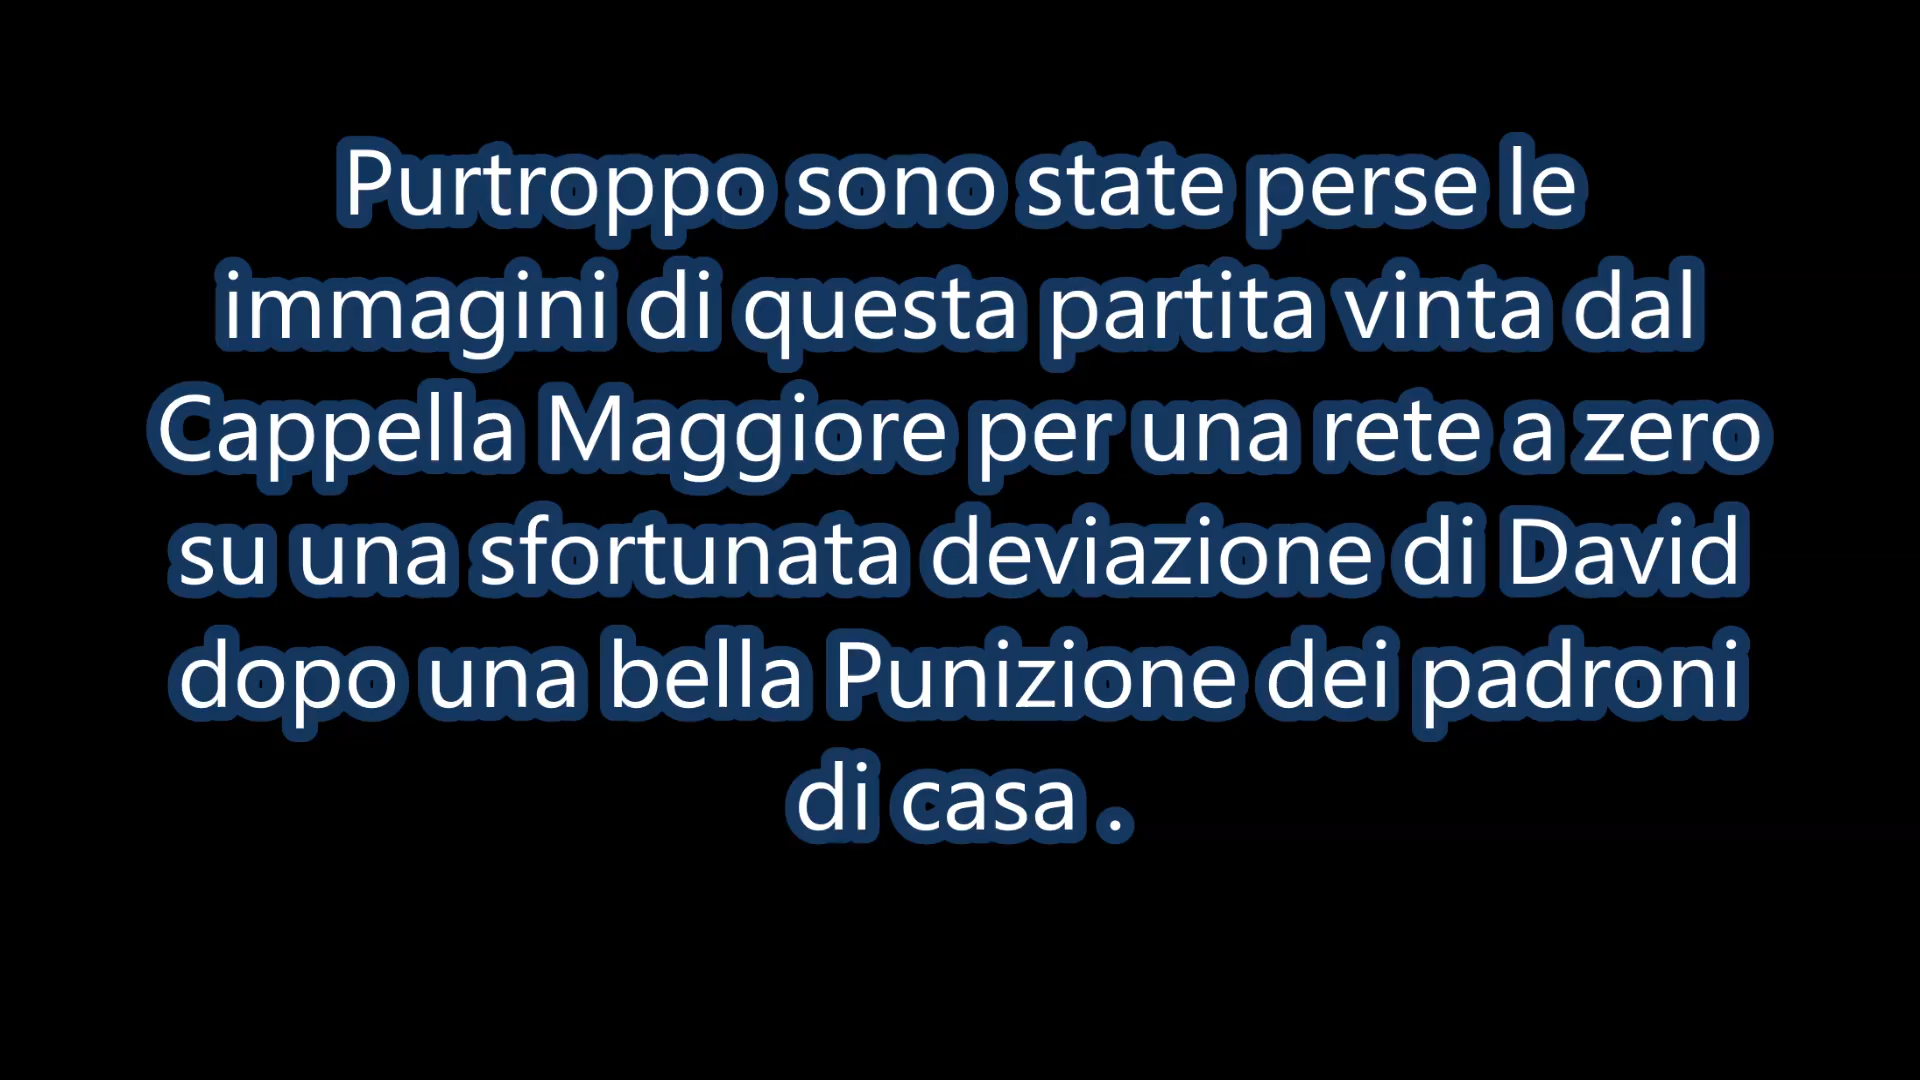 Purtroppo sono state perse le
immagini di questa partita vinta dal
Cappella Maggiore per una rete a zero
su una sfortunata deviazione di David
dopo una bella Punizione dei padroni
di casa .